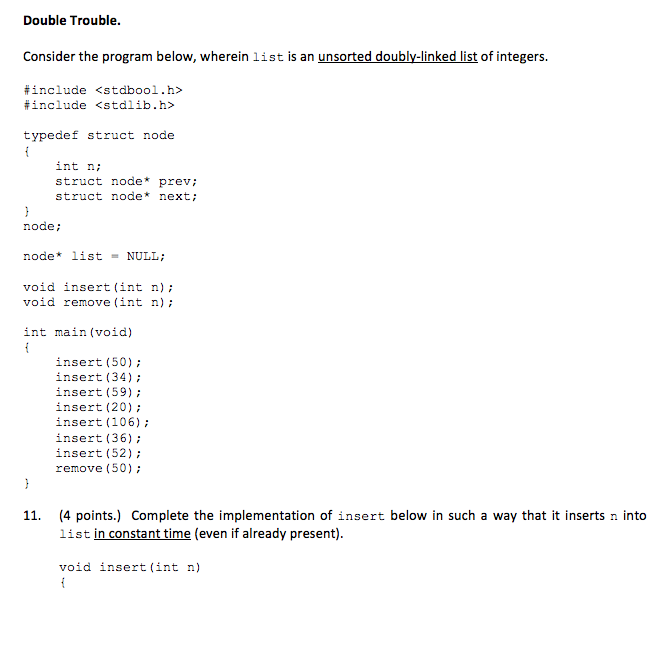 Double Trouble.
Consider the program below, wherein list is an unsorted doubly-linked list of integers.
#include <stdbool.h>
#include <stdlib.h>
typedef struct node
{
    int n;
    struct node* prev;
    struct node* next;
}
node;
node* list = NULL;
void insert(int n);
void remove(int n);
int main(void)
{
    insert(50);
    insert(34);
    insert(59);
    insert(20);
    insert(106);
    insert(36);
    insert(52);
    remove(50);
}
11. (4 points.) Complete the implementation of insert below in such a way that it inserts n into
list in constant time (even if already present).
void insert(int n)
{